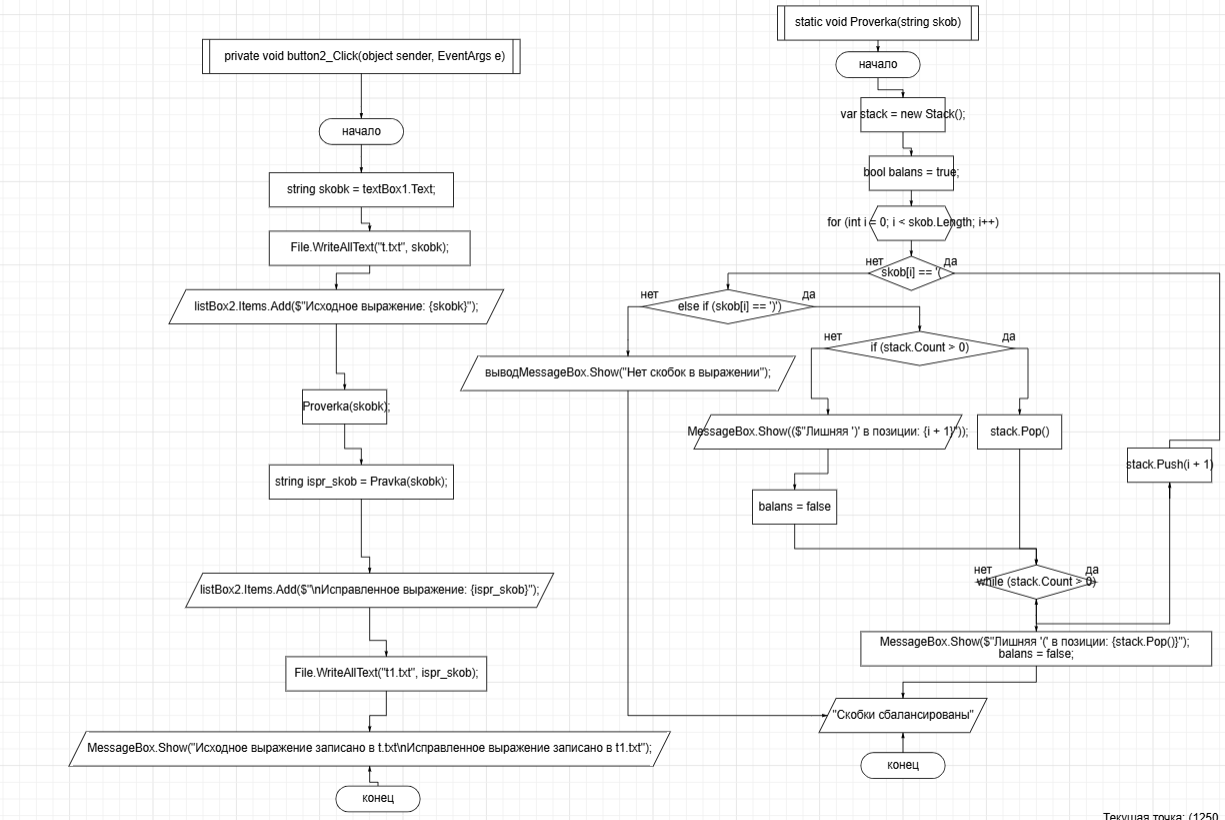 private void button2_Click(object sender, EventArgs e)
начало
string skobk = textBox1.Text;
File.WriteAllText("t.txt", skobk);
listBox2.Items.Add($"Исходное выражение: {skobk}");
Proverka(skobk);
string ispr_skob = Pravka(skobk);
listBox2.Items.Add($"\nИсправленное выражение: {ispr_skob}");
File.WriteAllText("t1.txt", ispr_skob);
MessageBox.Show("Исходное выражение записано в t.txt\nИсправленное выражение записано в t1.txt");
конец
static void Proverka(string skob)
начало
var stack = new Stack();
bool balans = true;
for (int i = 0; i < skob.Length; i++)
нет
да
skob[i] == '('
нет
да
else if (skob[i] == ')')
нет
да
if (stack.Count > 0)
выводMessageBox.Show("Нет скобок в выражении");
MessageBox.Show(($"Лишняя ')' в позиции: {i + 1}"));
stack.Pop()
stack.Push(i + 1)
balans = false
нет
да
while (stack.Count > 0)
MessageBox.Show($"Лишняя '(' в позиции: {stack.Pop()}");
balans = false;
"Скобки сбалансированы"
конец
Текущая точка: (1250